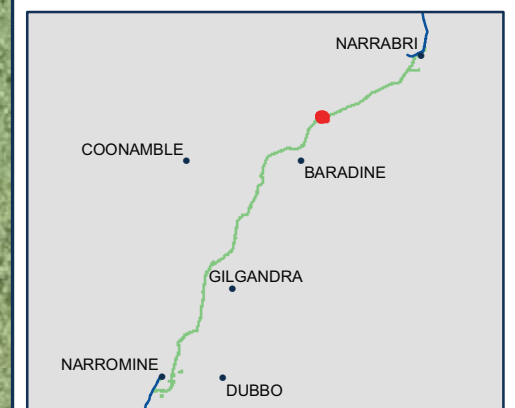 NARRABRI
COONAMBLE
BARADINE
GILGANDRA
NARROMINE
DUBBO